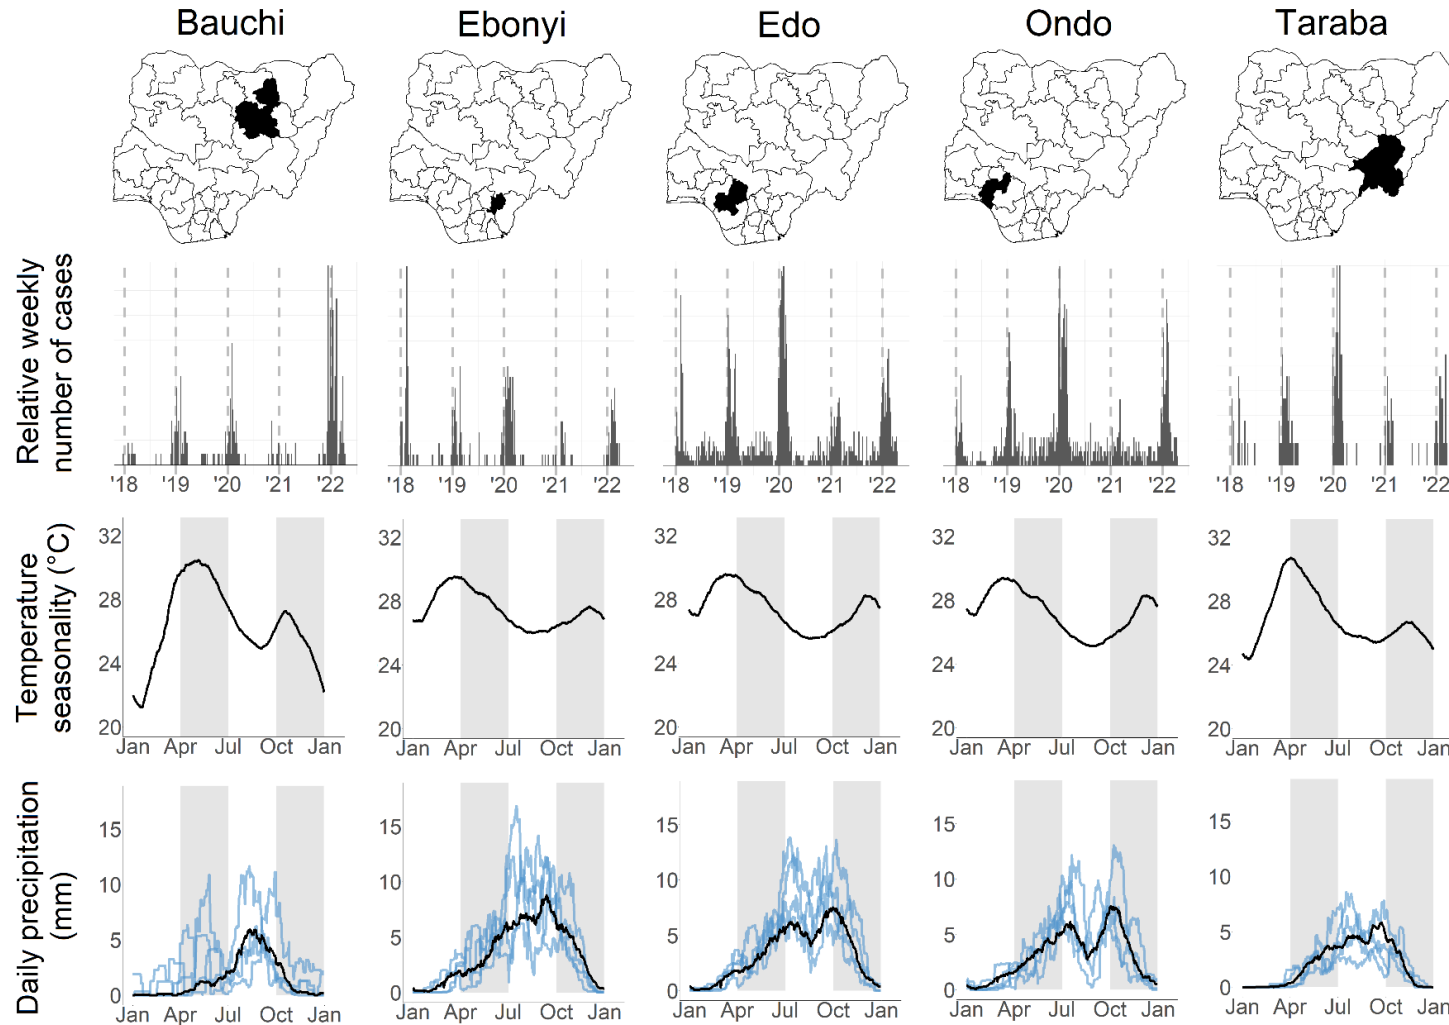 Bauchi Ebonyi Edo Ondo Taraba
Relative weekly
number of cases
'18 '19 '20 '21 '22 '18 '19 '20 '21 '22 '18 '19 '20 '21 '22 '18 '19 '20 '21 '22 '18 '19 '20 '21 '22
Temperature
seasonality (°C)
32 32 32 32 32
28 28 28 28 28
24 24 24 24 24
20 20 20 20 20
Jan Apr Jul Oct Jan Jan Apr Jul Oct Jan Jan Apr Jul Oct Jan Jan Apr Jul Oct Jan Jan Apr Jul Oct Jan
Daily precipitation
(mm)
15 15 15 15 15
10 10 10 10 10
5 5 5 5 5
0 0 0 0 0
Jan Apr Jul Oct Jan Jan Apr Jul Oct Jan Jan Apr Jul Oct Jan Jan Apr Jul Oct Jan Jan Apr Jul Oct Jan